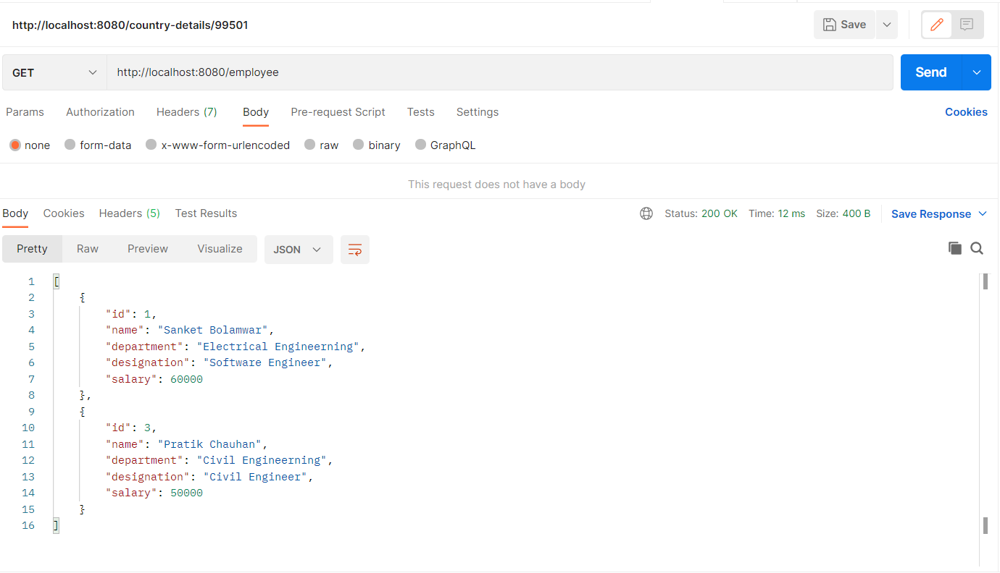 http://localhost:8080/country-details/99501 Save
GET http://localhost:8080/employee Send
Params Authorization Headers (7) Body Pre-request Script Tests Settings Cookies
none form-data x-www-form-urlencoded raw binary GraphQL
This request does not have a body
Body Cookies Headers (5) Test Results Status: 200 OK Time: 12 ms Size: 400 B Save Response
Pretty Raw Preview Visualize JSON
1 [
2 {
3 "id": 1,
4 "name": "Sanket Bolamwar",
5 "department": "Electrical Engineerning",
6 "designation": "Software Engineer",
7 "salary": 60000
8 },
9 {
10 "id": 3,
11 "name": "Pratik Chauhan",
12 "department": "Civil Engineerning",
13 "designation": "Civil Engineer",
14 "salary": 50000
15 }
16 ]